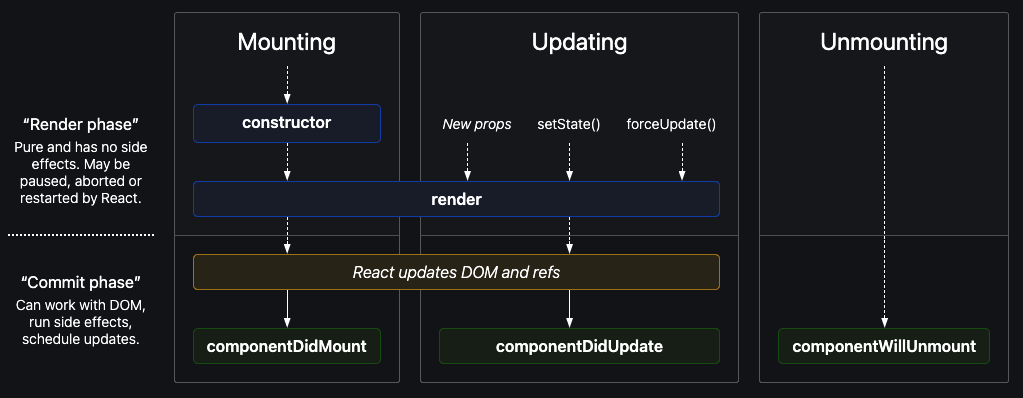 Mounting
Updating
Unmounting
“Render phase”
Pure and has no side
effects. May be
paused, aborted or
restarted by React.
constructor
New props
setState()
forceUpdate()
render
“Commit phase”
Can work with DOM,
run side effects,
schedule updates.
React updates DOM and refs
componentDidMount
componentDidUpdate
componentWillUnmount